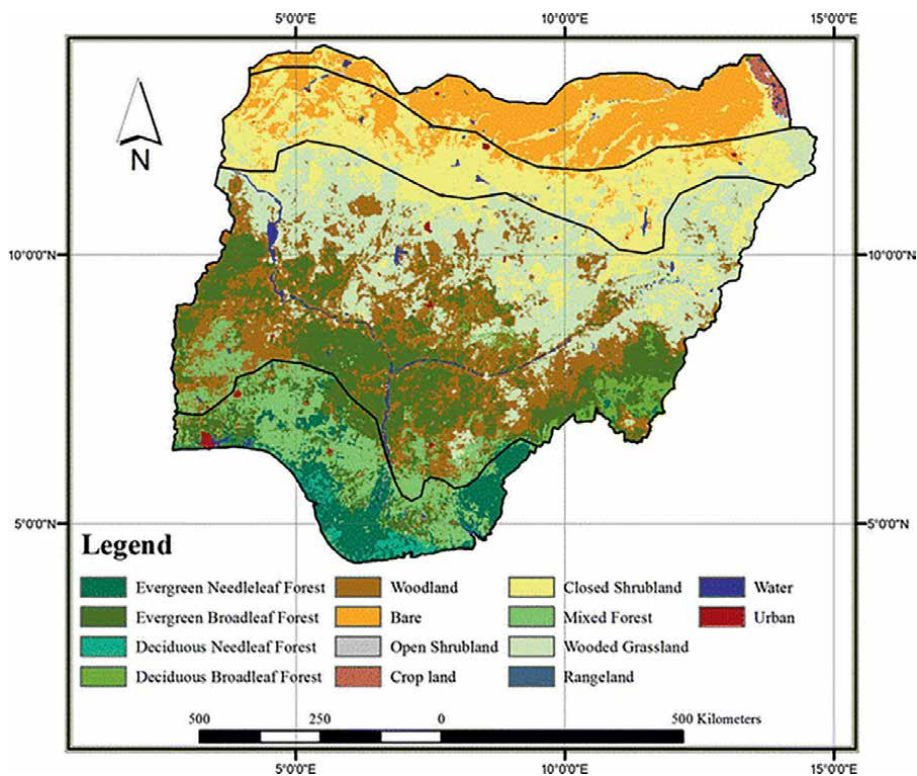 5°0'0"E 10°0'0"E 15°0'0"E
N
10°0'0"N 10°0'0"N
5°0'0"N 5°0'0"N
Legend
Evergreen Needleleaf Forest Woodland Closed Shrubland Water
Evergreen Broadleaf Forest Bare Mixed Forest Urban
Deciduous Needleaf Forest Open Shrubland Wooded Grassland
Deciduous Broadleaf Forest Crop land Rangeland
500 250 0 500 Kilometers
5°0'0"E 10°0'0"E 15°0'0"E